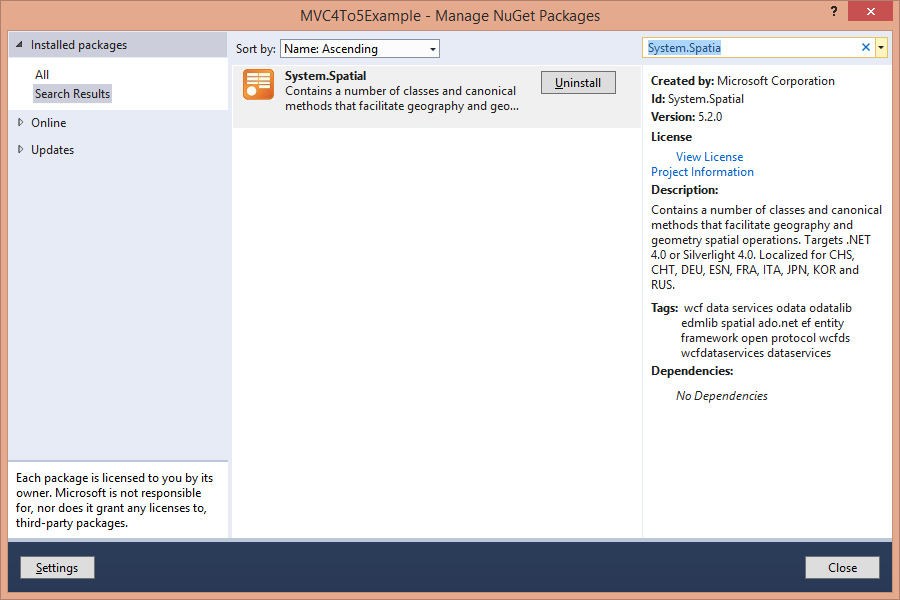 MVC4To5Example - Manage NuGet Packages
?
Installed packages
All
Search Results
Online
Updates
Each package is licensed to you by its
owner. Microsoft is not responsible
for, nor does it grant any licenses to,
third-party packages.
Sort by: Name: Ascending
System.Spatial
Contains a number of classes and canonical
methods that facilitate geography and geo...
Uninstall
System.Spatia
Created by: Microsoft Corporation
Id: System.Spatial
Version: 5.2.0
License
View License
Project Information
Description:
Contains a number of classes and canonical
methods that facilitate geography and
geometry spatial operations. Targets .NET
4.0 or Silverlight 4.0. Localized for CHS,
CHT, DEU, ESN, FRA, ITA, JPN, KOR and
RUS.
Tags: wcf data services odata odatalib
edmlib spatial ado.net ef entity
framework open protocol wcfds
wcfdataservices dataservices
Dependencies:
No Dependencies
Settings
Close